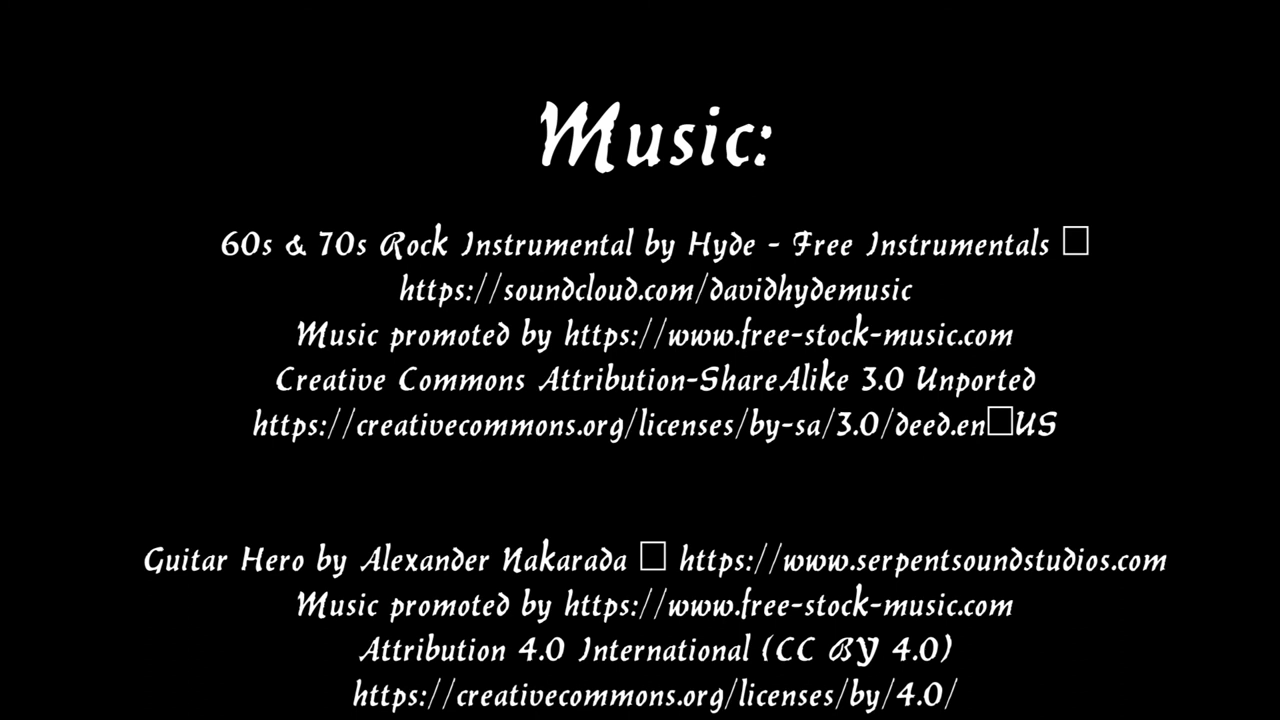 Music:
60s & 70s Rock Instrumental by Hyde - Free Instrumentals □
https://soundcloud.com/davidhydemusic
Music promoted by https://www.free-stock-music.com
Creative Commons Attribution-ShareAlike 3.0 Unported
https://creativecommons.org/licenses/by-sa/3.0/deed.en□US
Guitar Hero by Alexander Nakarada □ https://www.serpentsoundstudios.com
Music promoted by https://www.free-stock-music.com
Attribution 4.0 International (CC BY 4.0)
https://creativecommons.org/licenses/by/4.0/